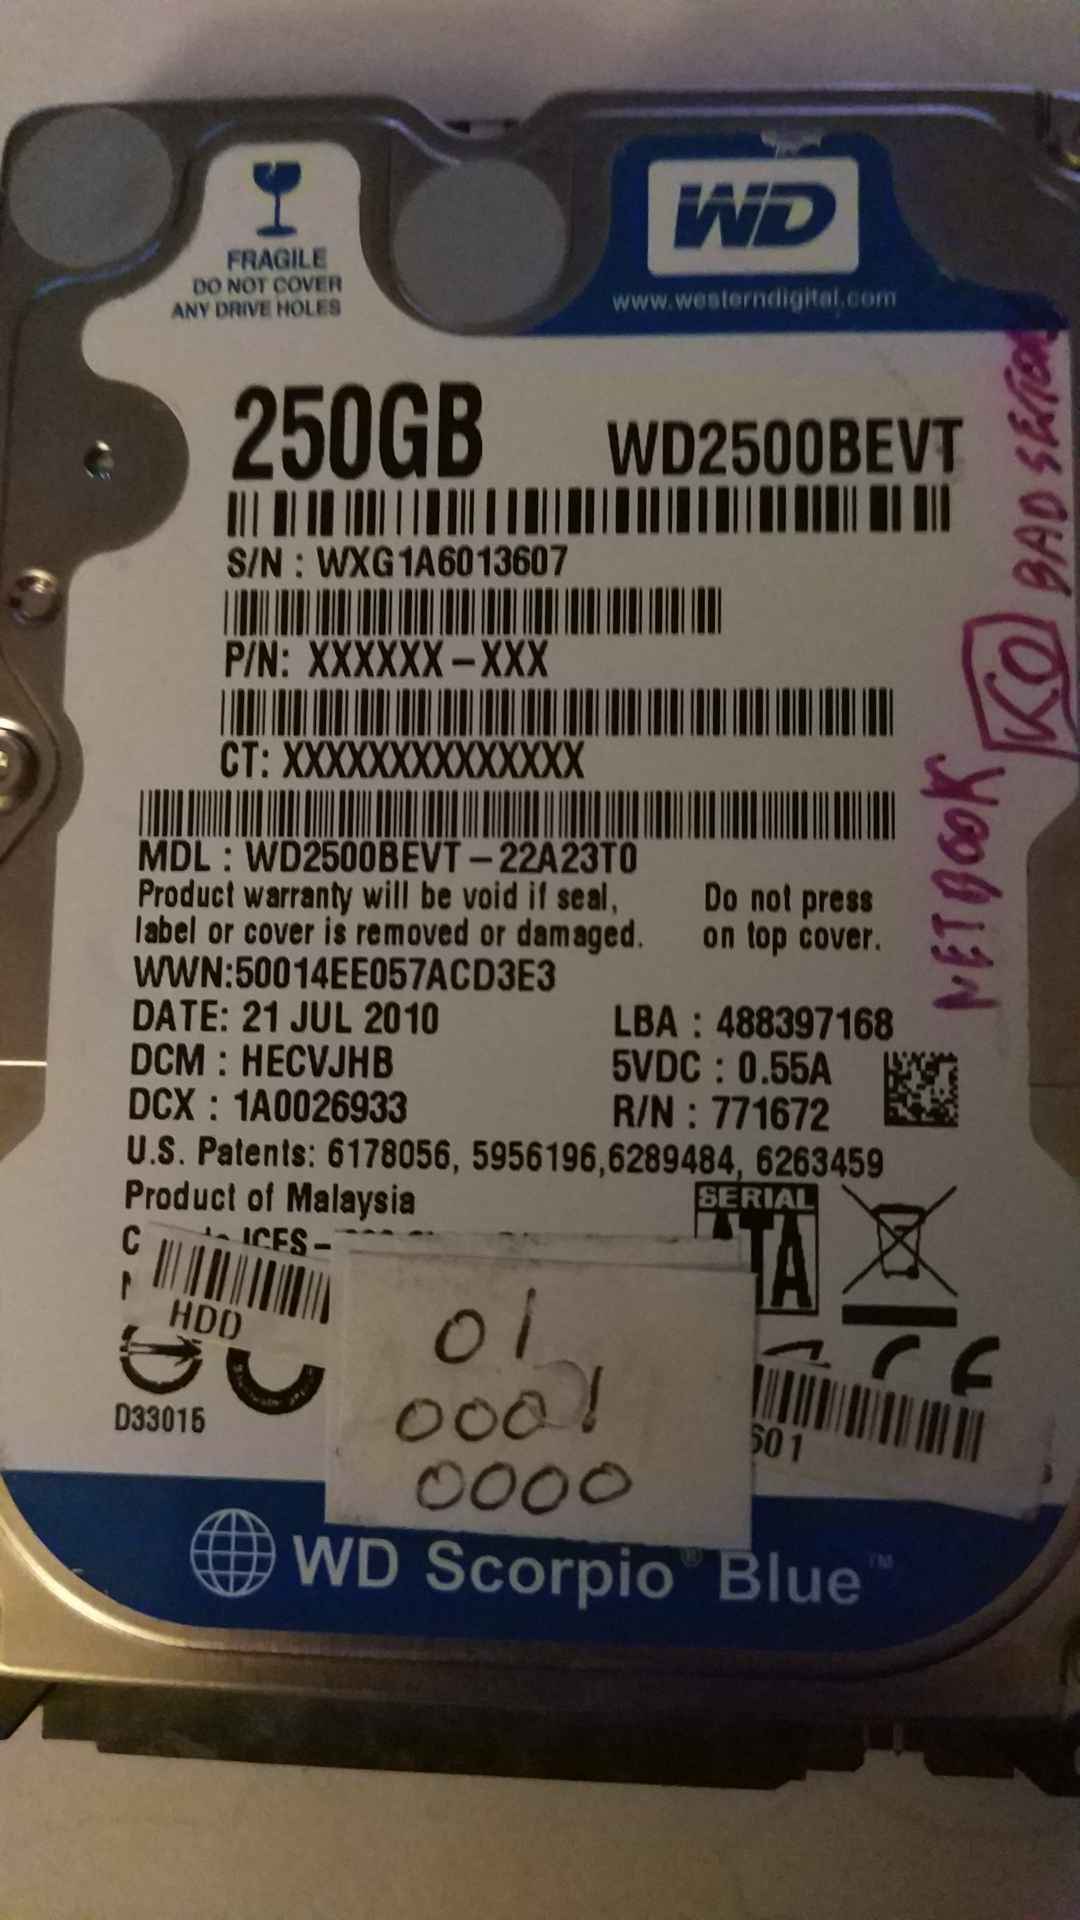 FRAGILE
DO NOT COVER
ANY DRIVE HOLES
WD
www.westerndigital.com
250GB WD2500BEVT
S/N : WXG1A6013607
P/N: XXXXXX-XXX
CT: XXXXXXXXXXXXXX
MDL : WD2500BEVT-22A23T0
Product warranty will be void if seal, Do not press
label or cover is removed or damaged. on top cover.
WWN:50014EE057ACD3E3
DATE: 21 JUL 2010 LBA : 488397168
DCM : HECVJHB 5VDC : 0.55A
DCX : 1A0026933 R/N : 771672
U.S. Patents: 6178056, 5956196,6289484, 6263459
Product of Malaysia
SERIAL
ATA
ICES-
HDD
D33015
01
0001
0000
601
WD Scorpio® Blue™
NETBOOK KO BAD